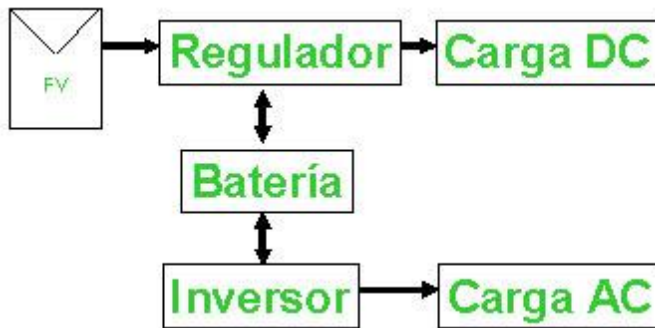 FV
Regulador
Carga DC
Batería
Inversor
Carga AC